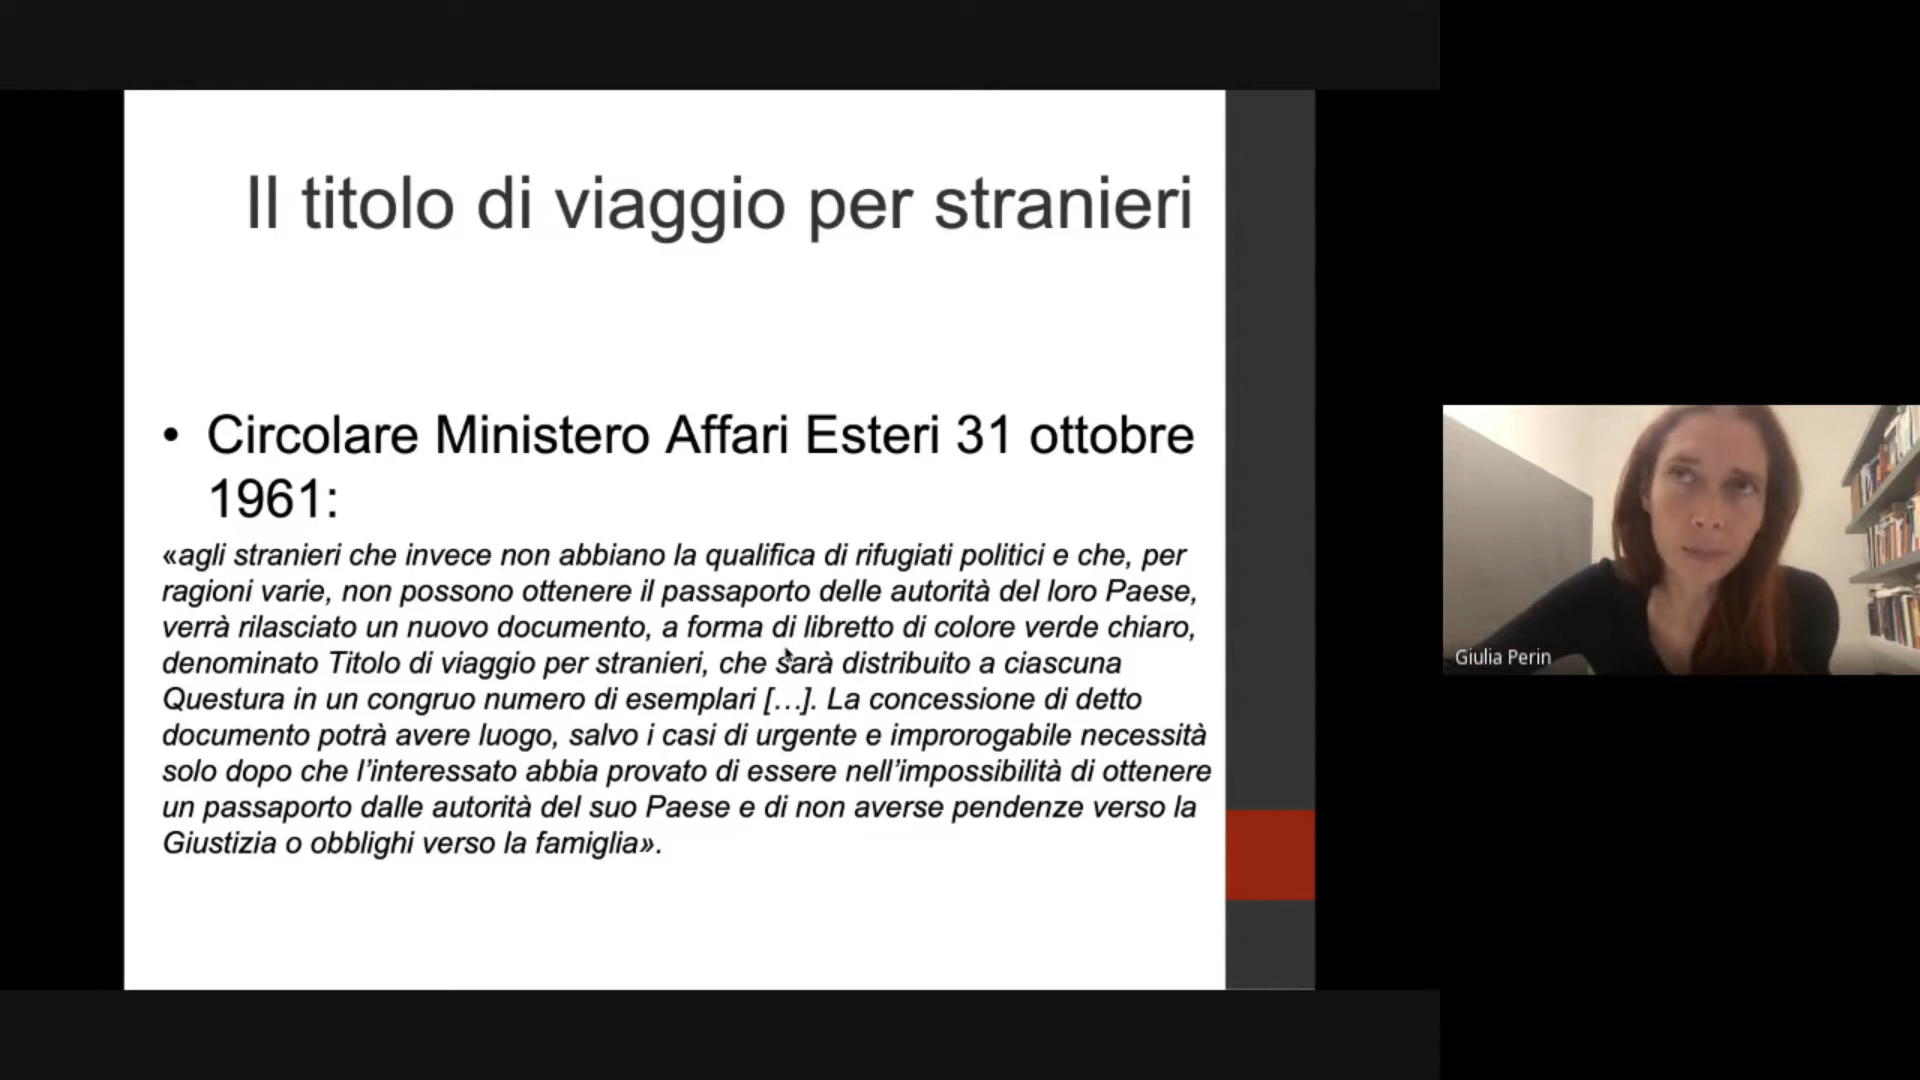 Il titolo di viaggio per stranieri
• Circolare Ministero Affari Esteri 31 ottobre
1961:
«agli stranieri che invece non abbiano la qualifica di rifugiati politici e che, per
ragioni varie, non possono ottenere il passaporto delle autorità del loro Paese,
verrà rilasciato un nuovo documento, a forma di libretto di colore verde chiaro,
denominato Titolo di viaggio per stranieri, che sarà distribuito a ciascuna
Questura in un congruo numero di esemplari […]. La concessione di detto
documento potrà avere luogo, salvo i casi di urgente e improrogabile necessità
solo dopo che l’interessato abbia provato di essere nell’impossibilità di ottenere
un passaporto dalle autorità del suo Paese e di non averse pendenze verso la
Giustizia o obblighi verso la famiglia».
Giulia Perin